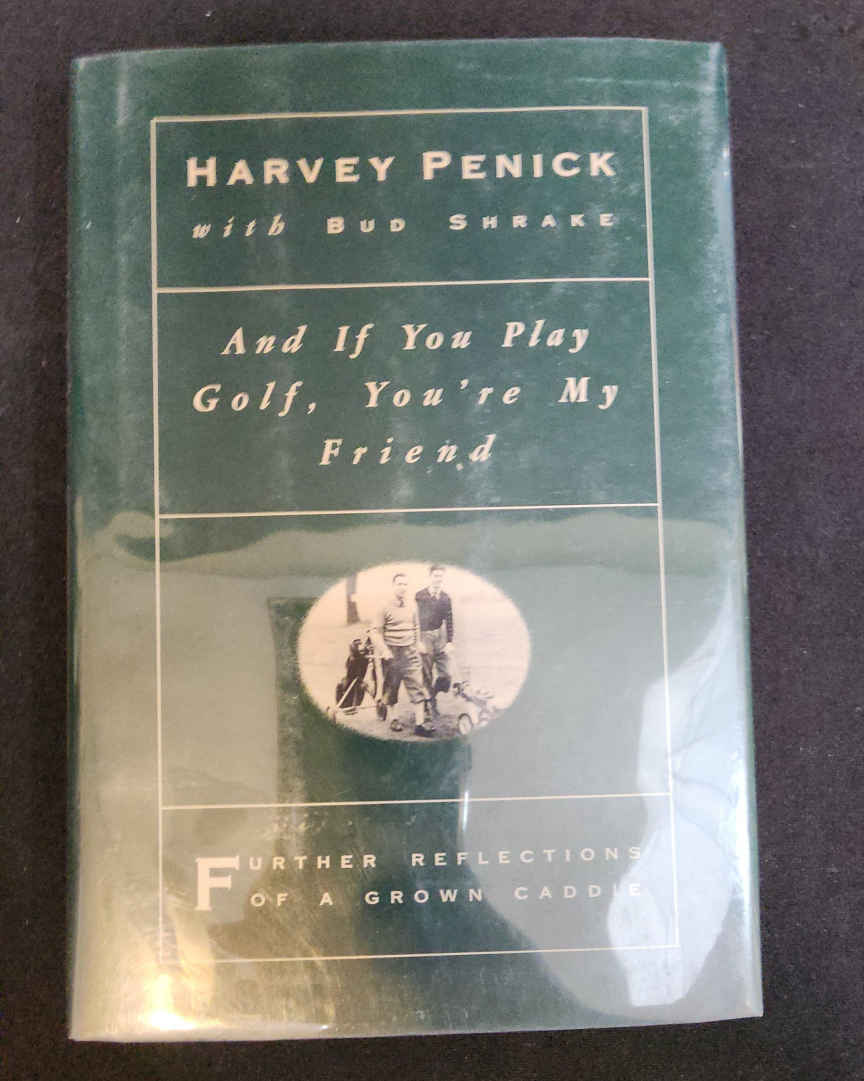 HARVEY PENICK
with BUD SHRAKE
And If You Play
Golf, You're My
Friend
FURTHER REFLECTIONS
OF A GROWN CADDIE